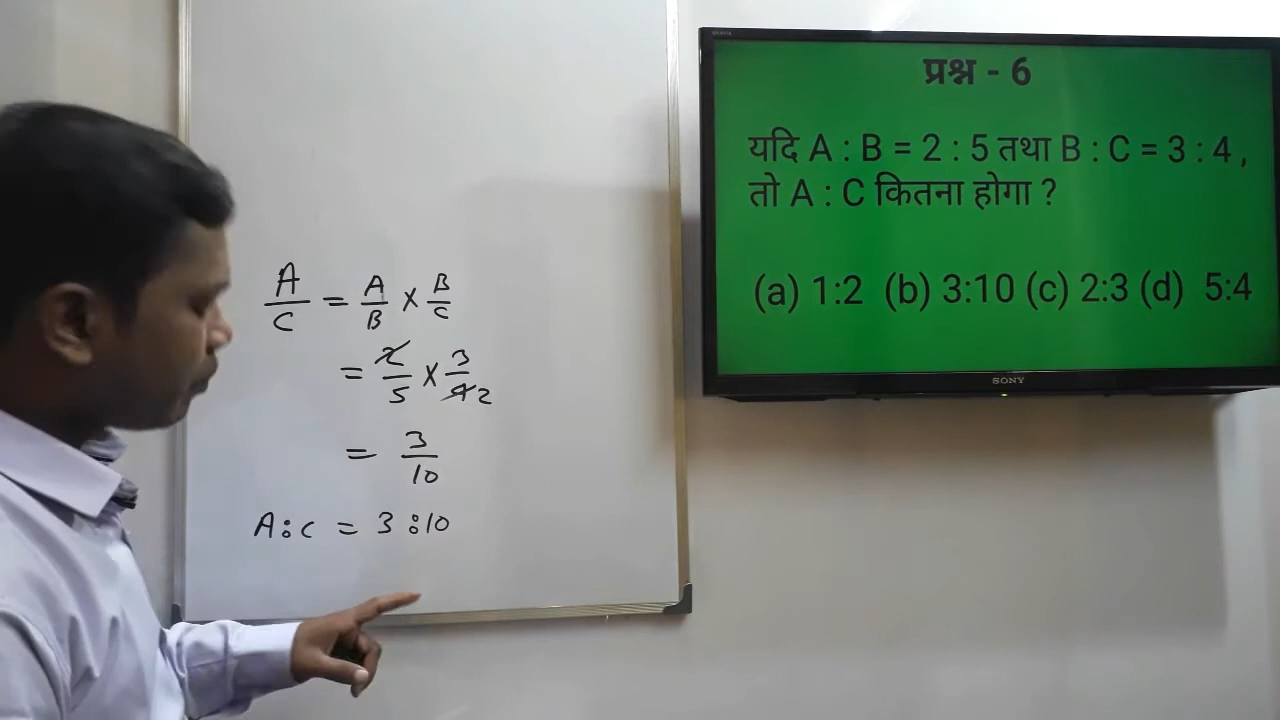 A/C = A/B × B/C
= 2/5 × 3/4 2
= 3/10
A:C = 3:10
प्रश्न - 6
यदि A : B = 2 : 5 तथा B : C = 3 : 4 ,
तो A : C कितना होगा ?
(a) 1:2 (b) 3:10 (c) 2:3 (d) 5:4
SONY